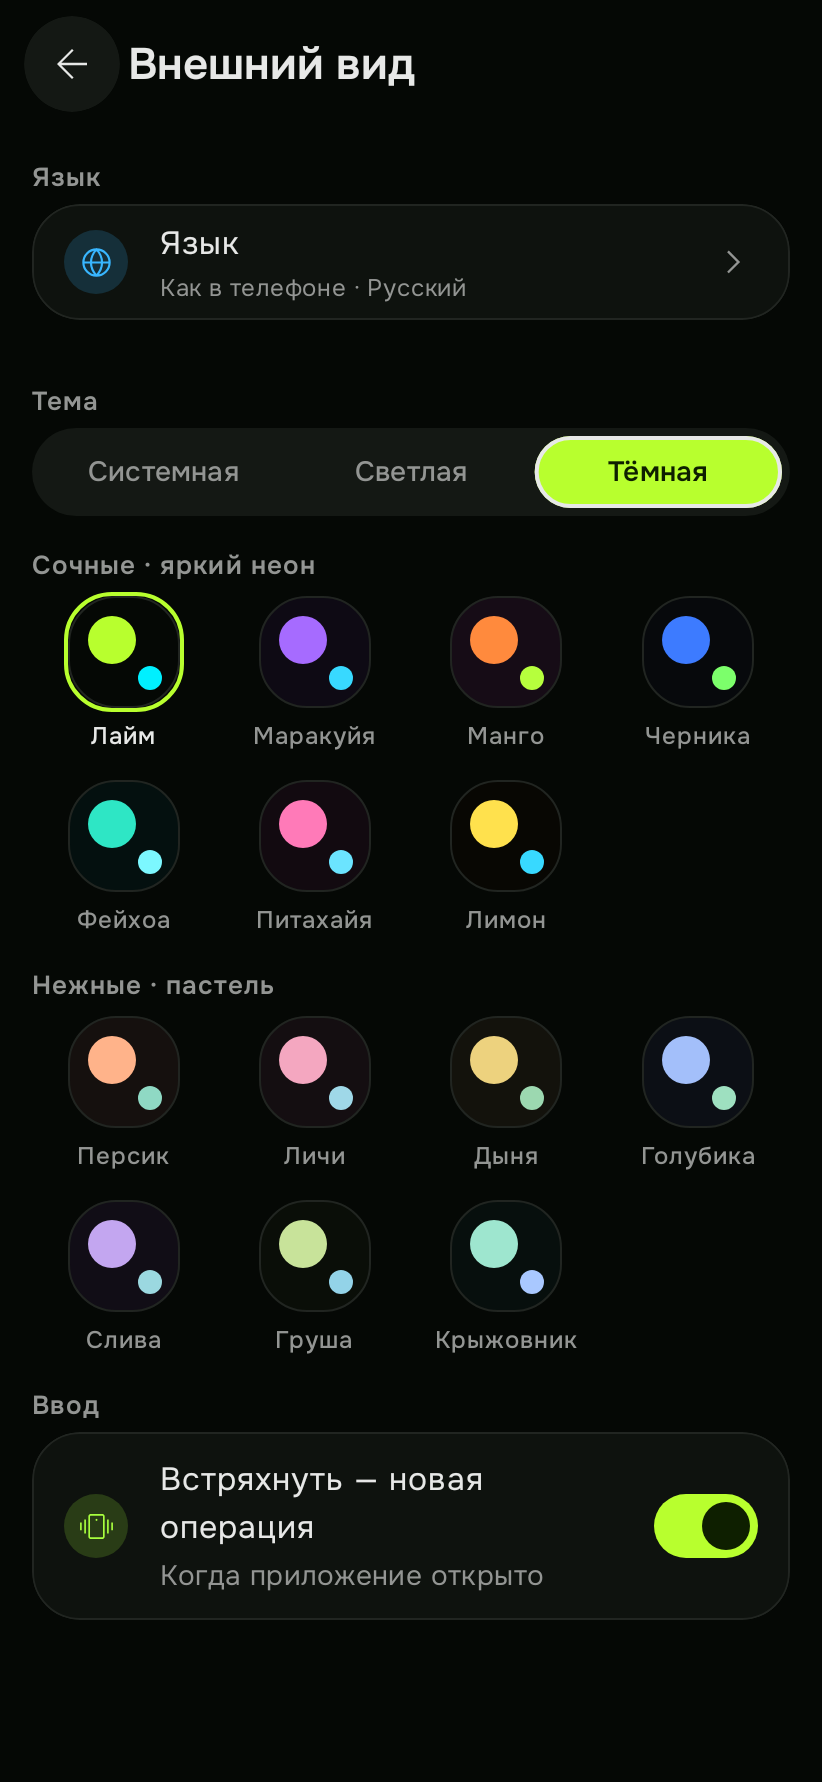 Внешний вид
Язык
Язык
Как в телефоне · Русский
Тема
Системная Светлая Тёмная
Сочные · яркий неон
Лайм Маракуйя Манго Черника
Фейхоа Питахайя Лимон
Нежные · пастель
Персик Личи Дыня Голубика
Слива Груша Крыжовник
Ввод
Встряхнуть — новая
операция
Когда приложение открыто